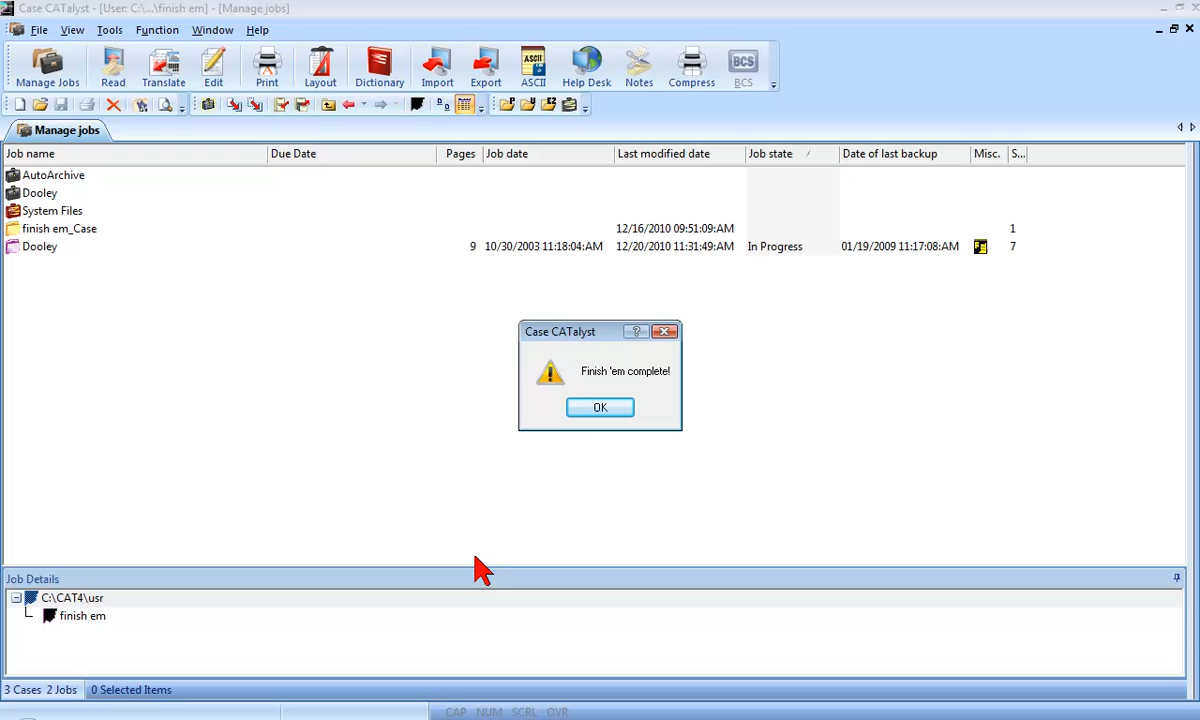 Case CATalyst - [User: C:\...\finish em] - [Manage jobs]
File View Tools Function Window Help
Manage Jobs Read Translate Edit Print Layout Dictionary Import Export ASCII Help Desk Notes Compress BCS
ASCII BCS
Manage jobs
Job name Due Date Pages Job date Last modified date Job state Date of last backup Misc. S...
AutoArchive
Dooley
System Files
finish em_Case 12/16/2010 09:51:09:AM 1
Dooley 9 10/30/2003 11:18:04:AM 12/20/2010 11:31:49:AM In Progress 01/19/2009 11:17:08:AM 7
Case CATalyst
Finish 'em complete!
OK
Job Details
C:\CAT4\usr
finish em
3 Cases 2 Jobs 0 Selected Items
CAP NUM SCRL OVR